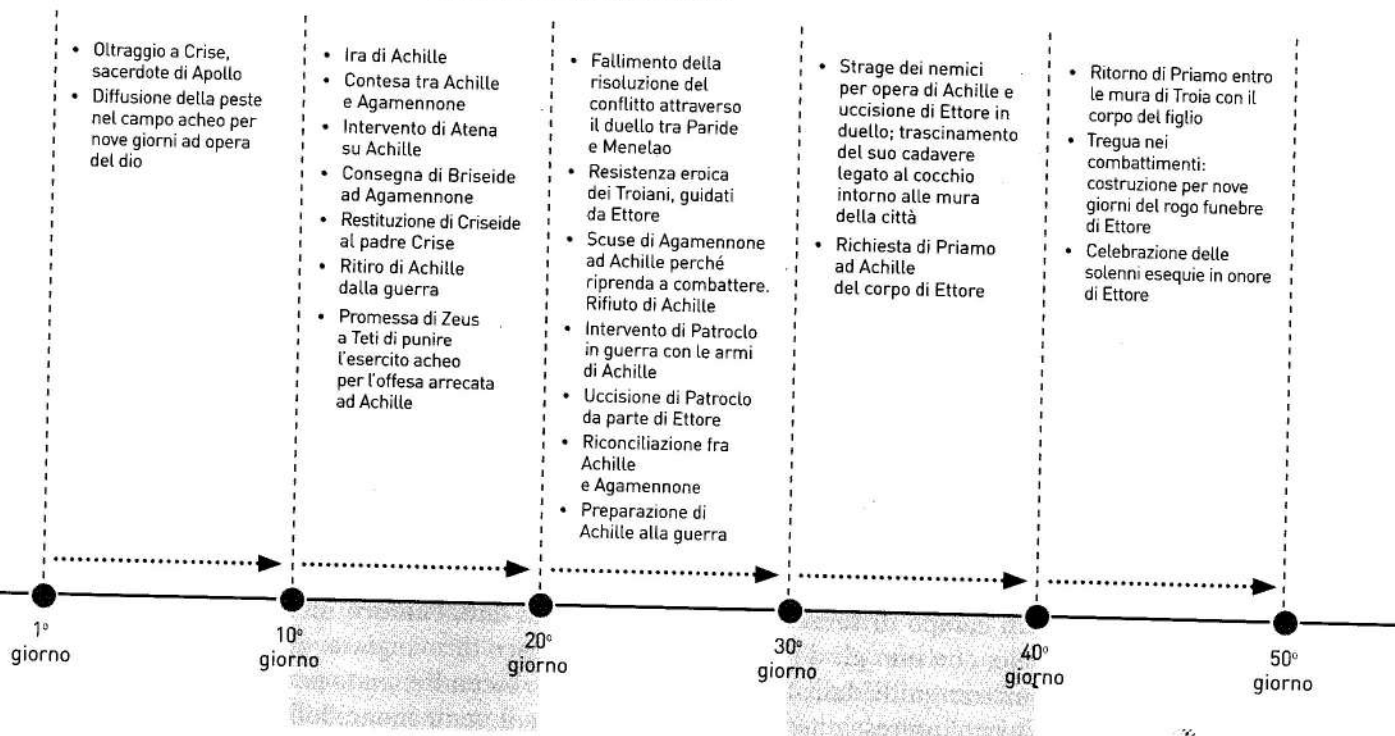 • Oltraggio a Crise,
sacerdote di Apollo
• Diffusione della peste
nel campo acheo per
nove giorni ad opera
del dio
• Ira di Achille
• Contesa tra Achille
e Agamennone
• Intervento di Atena
su Achille
• Consegna di Briseide
ad Agamennone
• Restituzione di Criseide
al padre Crise
• Ritiro di Achille
dalla guerra
• Promessa di Zeus
a Teti di punire
l'esercito acheo
per l'offesa arrecata
ad Achille
• Fallimento della
risoluzione del
conflitto attraverso
il duello tra Paride
e Menelao
• Resistenza eroica
dei Troiani, guidati
da Ettore
• Scuse di Agamennone
ad Achille perché
riprenda a combattere.
Rifiuto di Achille
• Intervento di Patroclo
in guerra con le armi
di Achille
• Uccisione di Patroclo
da parte di Ettore
• Riconciliazione fra
Achille
e Agamennone
• Preparazione di
Achille alla guerra
• Strage dei nemici
per opera di Achille e
uccisione di Ettore in
duello; trascinamento
del suo cadavere
legato al cocchio
intorno alle mura
della città
• Richiesta di Priamo
ad Achille
del corpo di Ettore
• Ritorno di Priamo entro
le mura di Troia con il
corpo del figlio
• Tregua nei
combattimenti:
costruzione per nove
giorni del rogo funebre
di Ettore
• Celebrazione delle
solenni esequie in onore
di Ettore
1°
giorno
10°
giorno
20°
giorno
30°
giorno
40°
giorno
50°
giorno